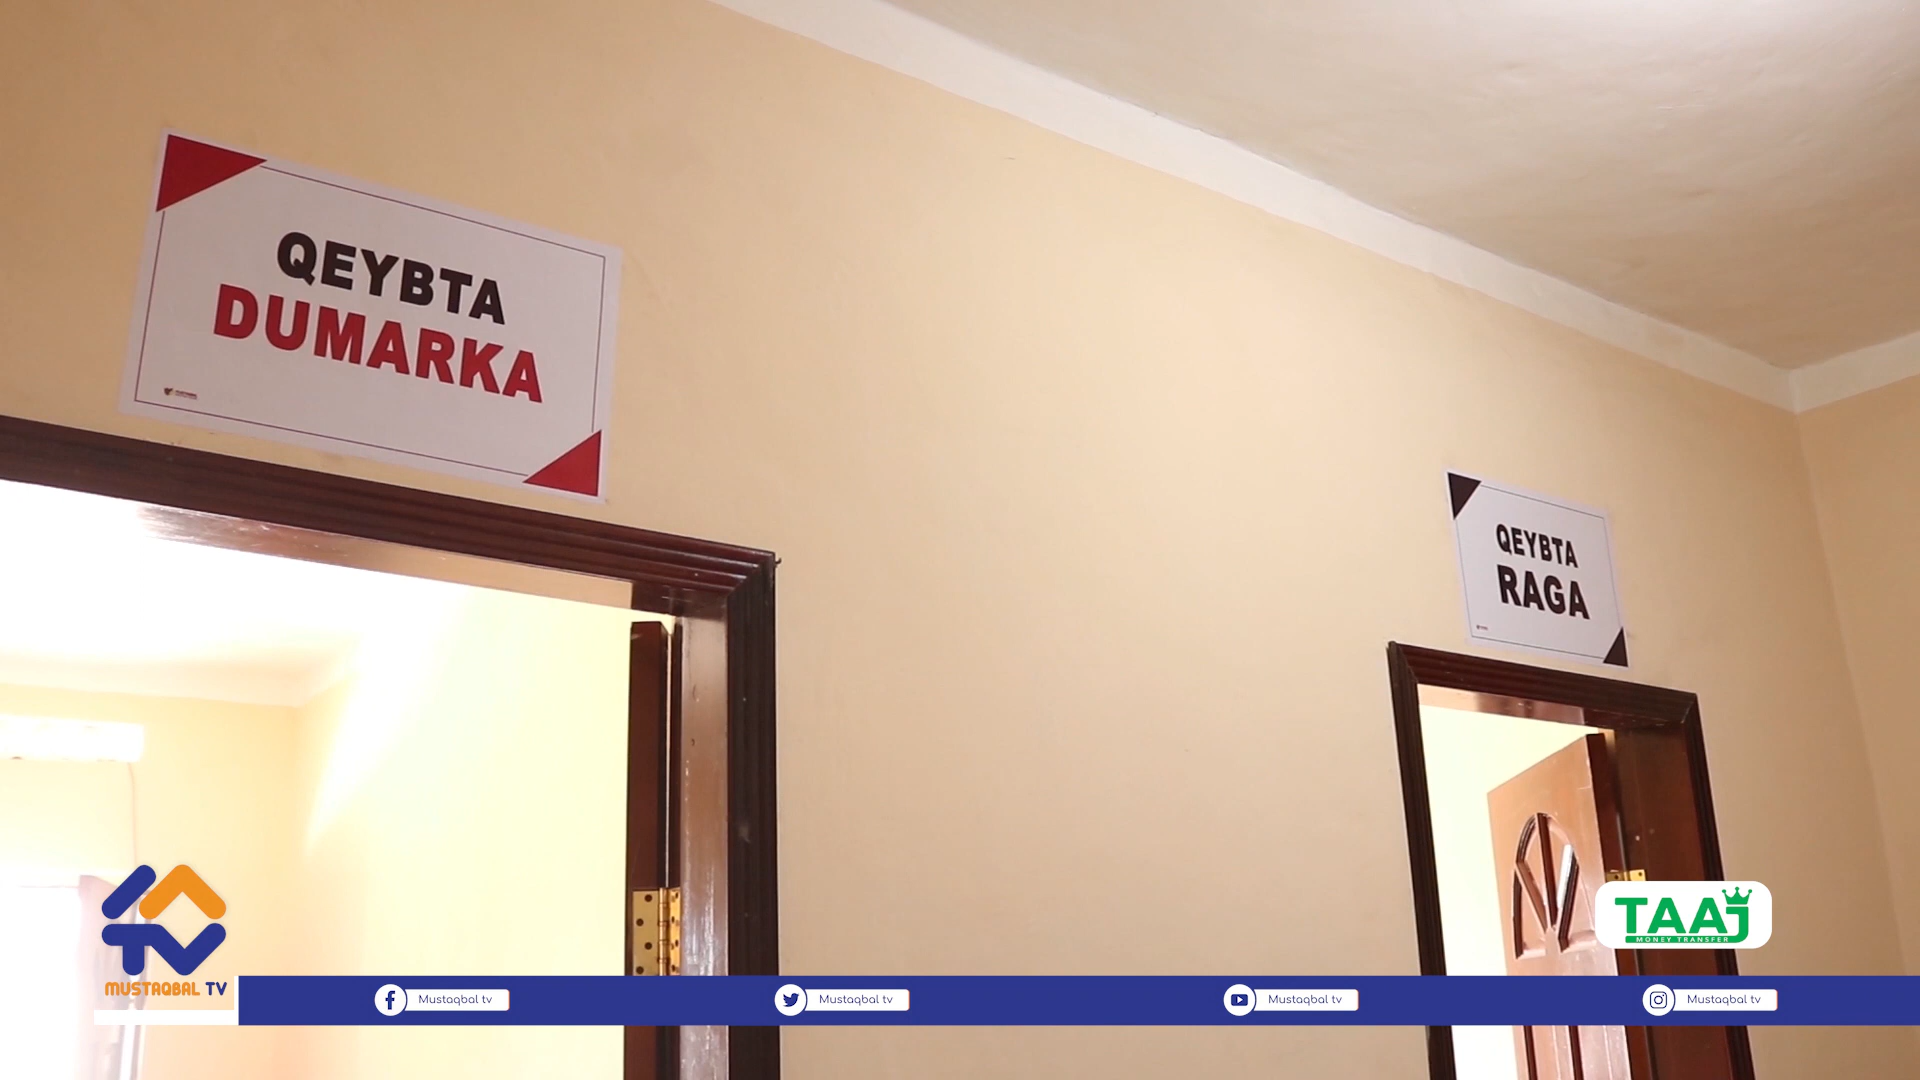 QEYBTA
DUMARKA
QEYBTA
RAGA
TAAJ
MONEY TRANSFER
MUSTAQBAL TV
Mustaqbal tv
Mustaqbal tv
Mustaqbal tv
Mustaqbal tv